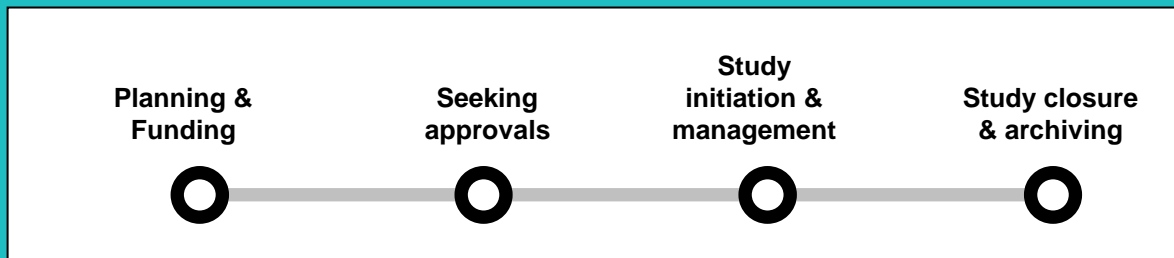 Planning &
Funding
Seeking
approvals
Study
initiation &
management
Study closure
& archiving